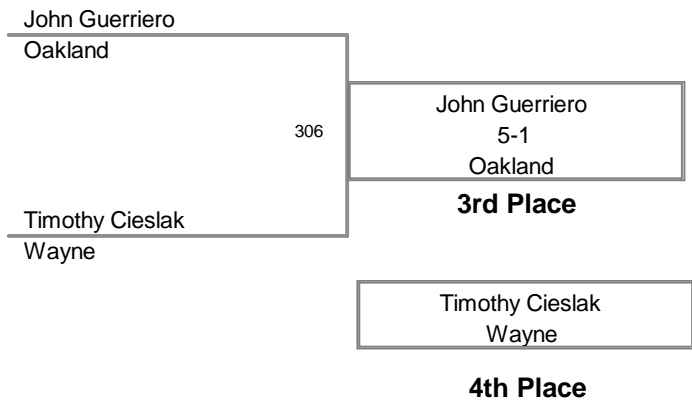 John Guerriero
Oakland
306
John Guerriero
5-1
Oakland
3rd Place
Timothy Cieslak
Wayne
Timothy Cieslak
Wayne
4th Place